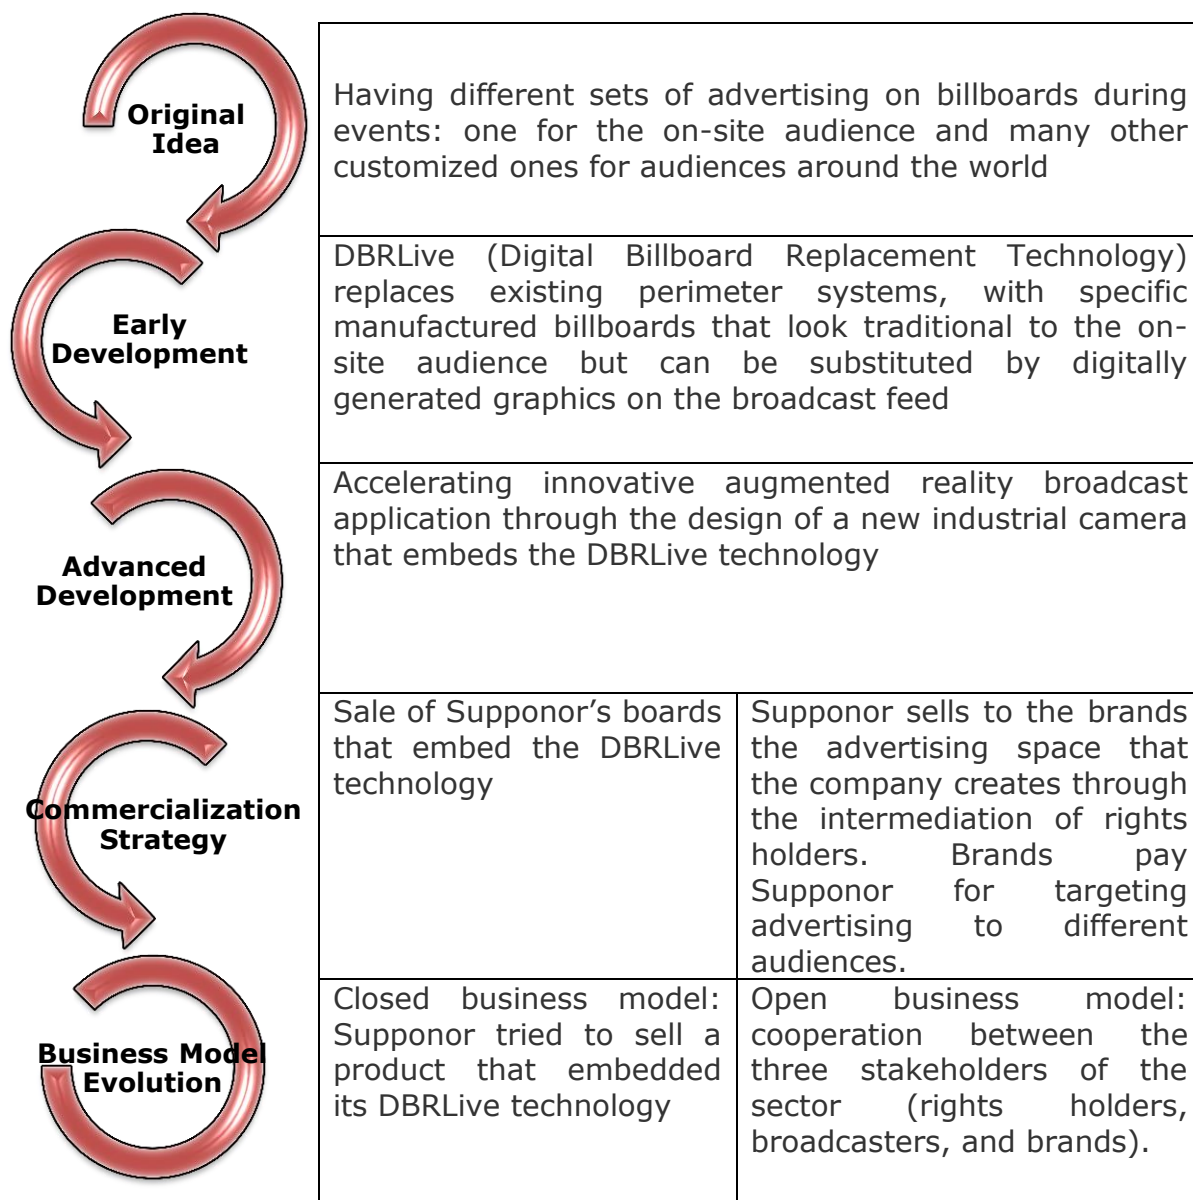 Original
Idea
Having different sets of advertising on billboards during
events: one for the on-site audience and many other
customized ones for audiences around the world
Early
Development
DBRLive (Digital Billboard Replacement Technology)
replaces existing perimeter systems, with specific
manufactured billboards that look traditional to the on-
site audience but can be substituted by digitally
generated graphics on the broadcast feed
Advanced
Development
Accelerating innovative augmented reality broadcast
application through the design of a new industrial camera
that embeds the DBRLive technology
Commercialization
Strategy
Sale of Supponor’s boards
that embed the DBRLive
technology
Supponor sells to the brands
the advertising space that
the company creates through
the intermediation of rights
holders. Brands pay
Supponor for targeting
advertising to different
audiences.
Business Model
Evolution
Closed business model:
Supponor tried to sell a
product that embedded
its DBRLive technology
Open business model:
cooperation between the
three stakeholders of the
sector (rights holders,
broadcasters, and brands).